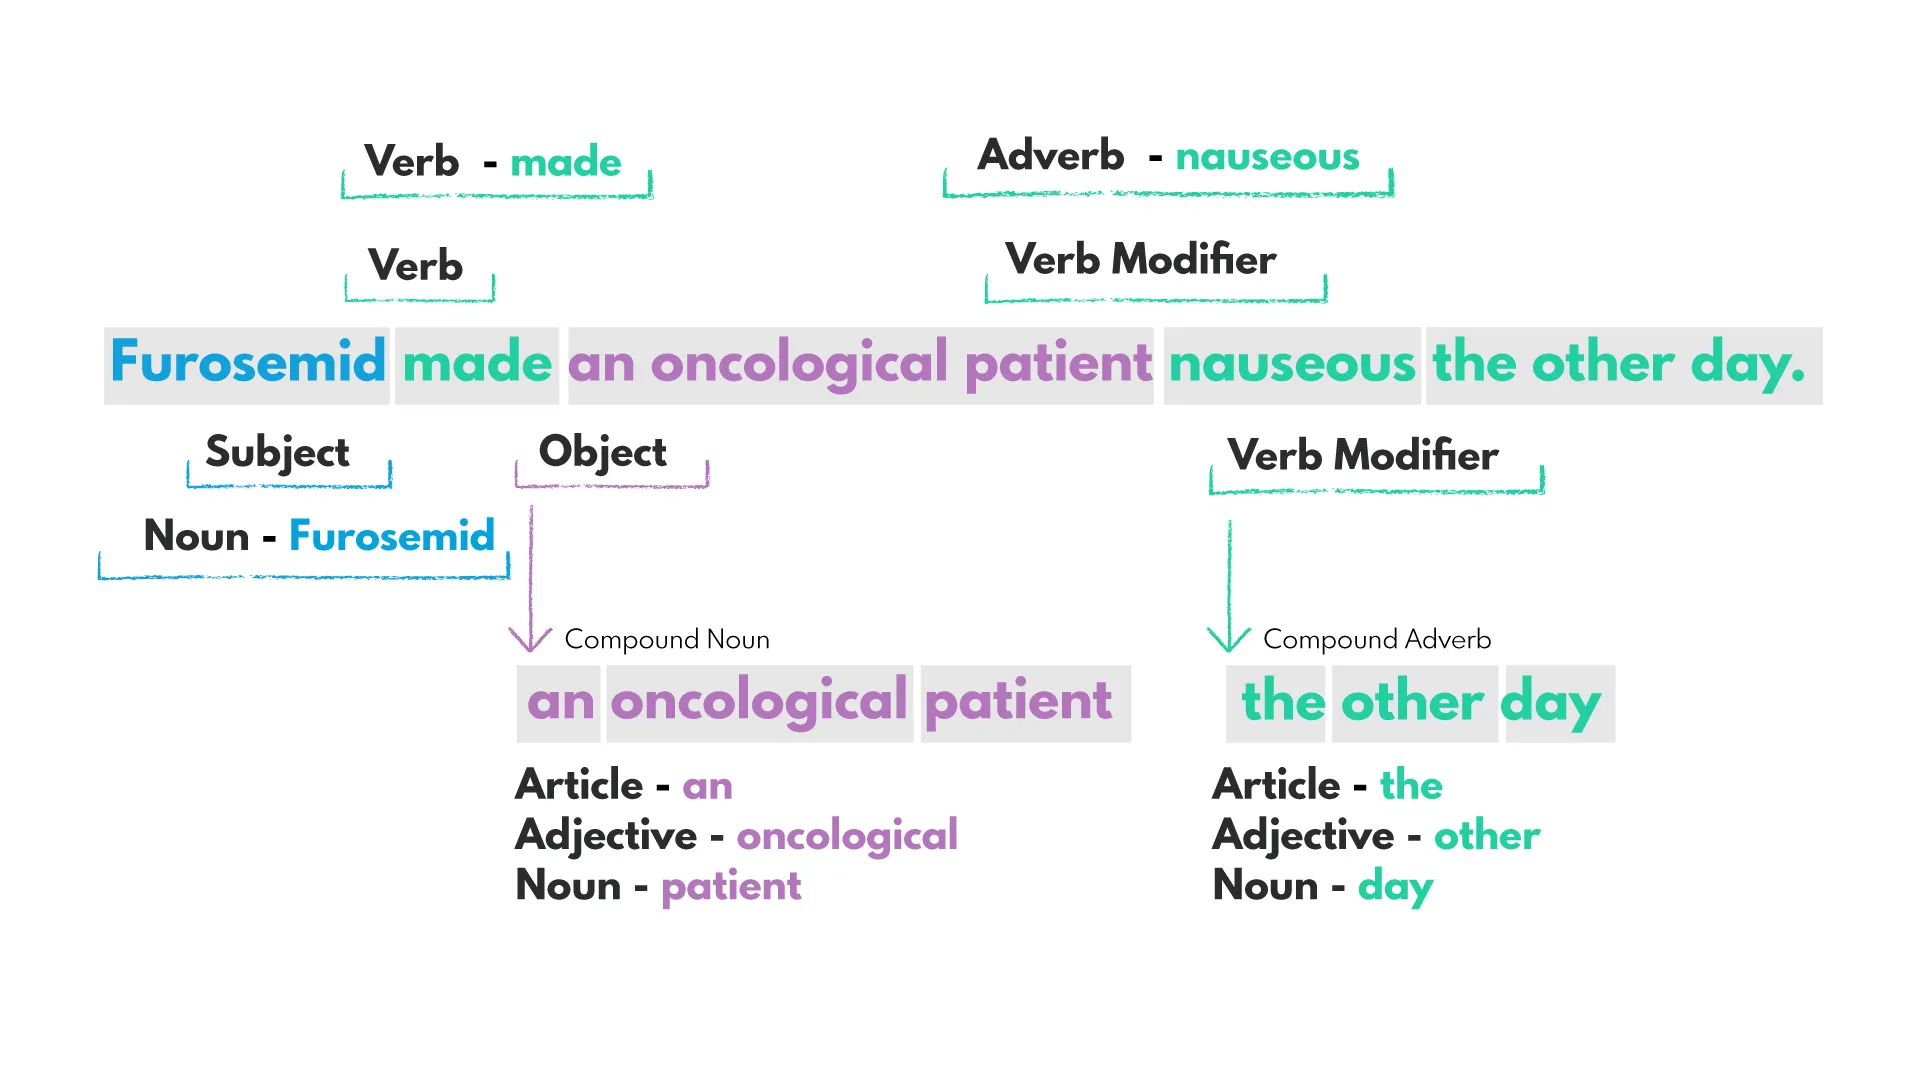 Verb - made
Adverb - nauseous
Verb
Verb Modifier
Furosemid made an oncological patient nauseous the other day.
Subject
Object
Verb Modifier
Noun - Furosemid
Compound Noun
Compound Adverb
an oncological patient
the other day
Article - an
Adjective - oncological
Noun - patient
Article - the
Adjective - other
Noun - day